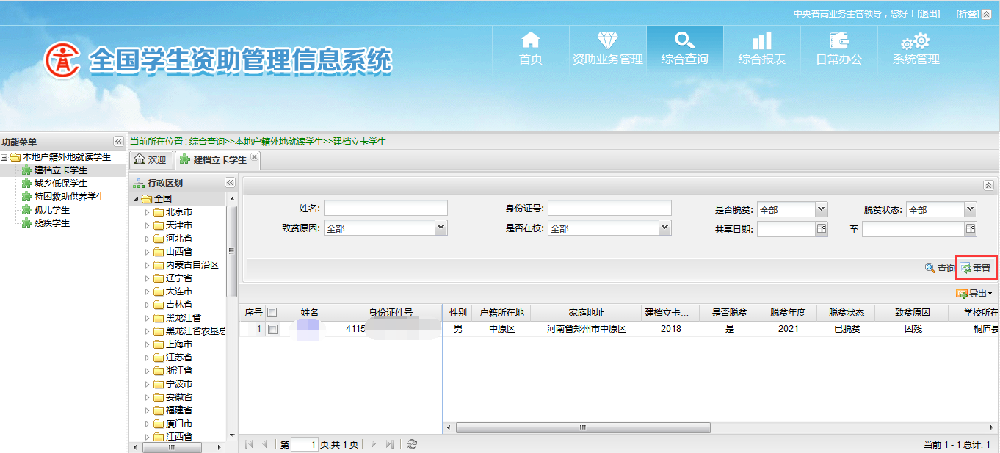 中央普高业务主管领导，您好！[退出] [折叠]
全国学生资助管理信息系统
首页 资助业务管理 综合查询 综合报表 日常办公 系统管理
功能菜单
当前所在位置：综合查询>>本地户籍外地就读学生>>建档立卡学生
本地户籍外地就读学生
建档立卡学生
城乡低保学生
特困救助供养学生
孤儿学生
残疾学生
欢迎 建档立卡学生
行政区划
全国
北京市
天津市
河北省
山西省
内蒙古自治区
辽宁省
大连市
吉林省
黑龙江省
黑龙江省农垦总
上海市
江苏省
浙江省
宁波市
安徽省
福建省
厦门市
江西省
姓名: 身份证号: 是否脱贫: 全部 脱贫状态: 全部
致贫原因: 全部 是否在校: 全部 共享日期: 至
查询 重置
导出
序号 姓名 身份证件号 性别 户籍所在地 家庭地址 建档立卡... 是否脱贫 脱贫年度 脱贫状态 致贫原因 学校所在
1 4115 男 中原区 河南省郑州市中原区 2018 是 2021 已脱贫 因残 桐庐县
第 1 页,共 1 页
当前 1 - 1 总计: 1